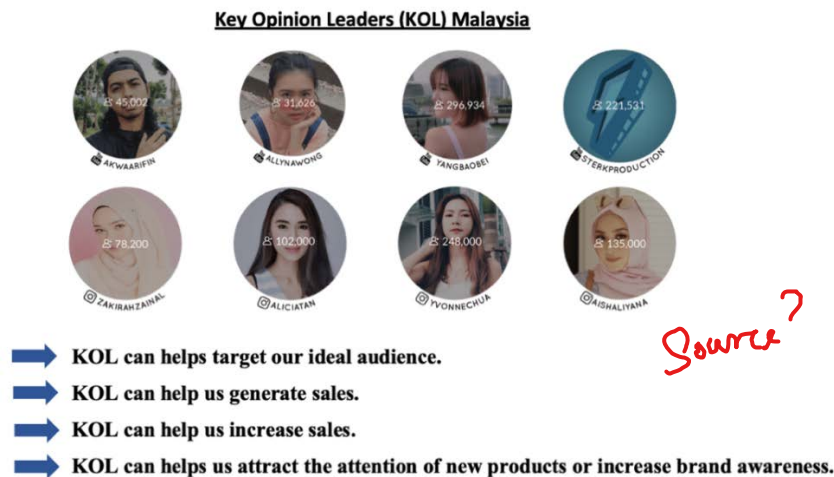 Key Opinion Leaders (KOL) Malaysia
45,002
31,626
296,934
221,531
AKWAARIFIN
ALLYNAWONG
YANGBAOBEI
STERKPRODUCTION
78,200
102,000
248,000
135,000
ZAKIRAHZAINAL
ALICIATAN
YVONNECHUA
AISHALIYANA
Source?
KOL can helps target our ideal audience.
KOL can help us generate sales.
KOL can help us increase sales.
KOL can helps us attract the attention of new products or increase brand awareness.